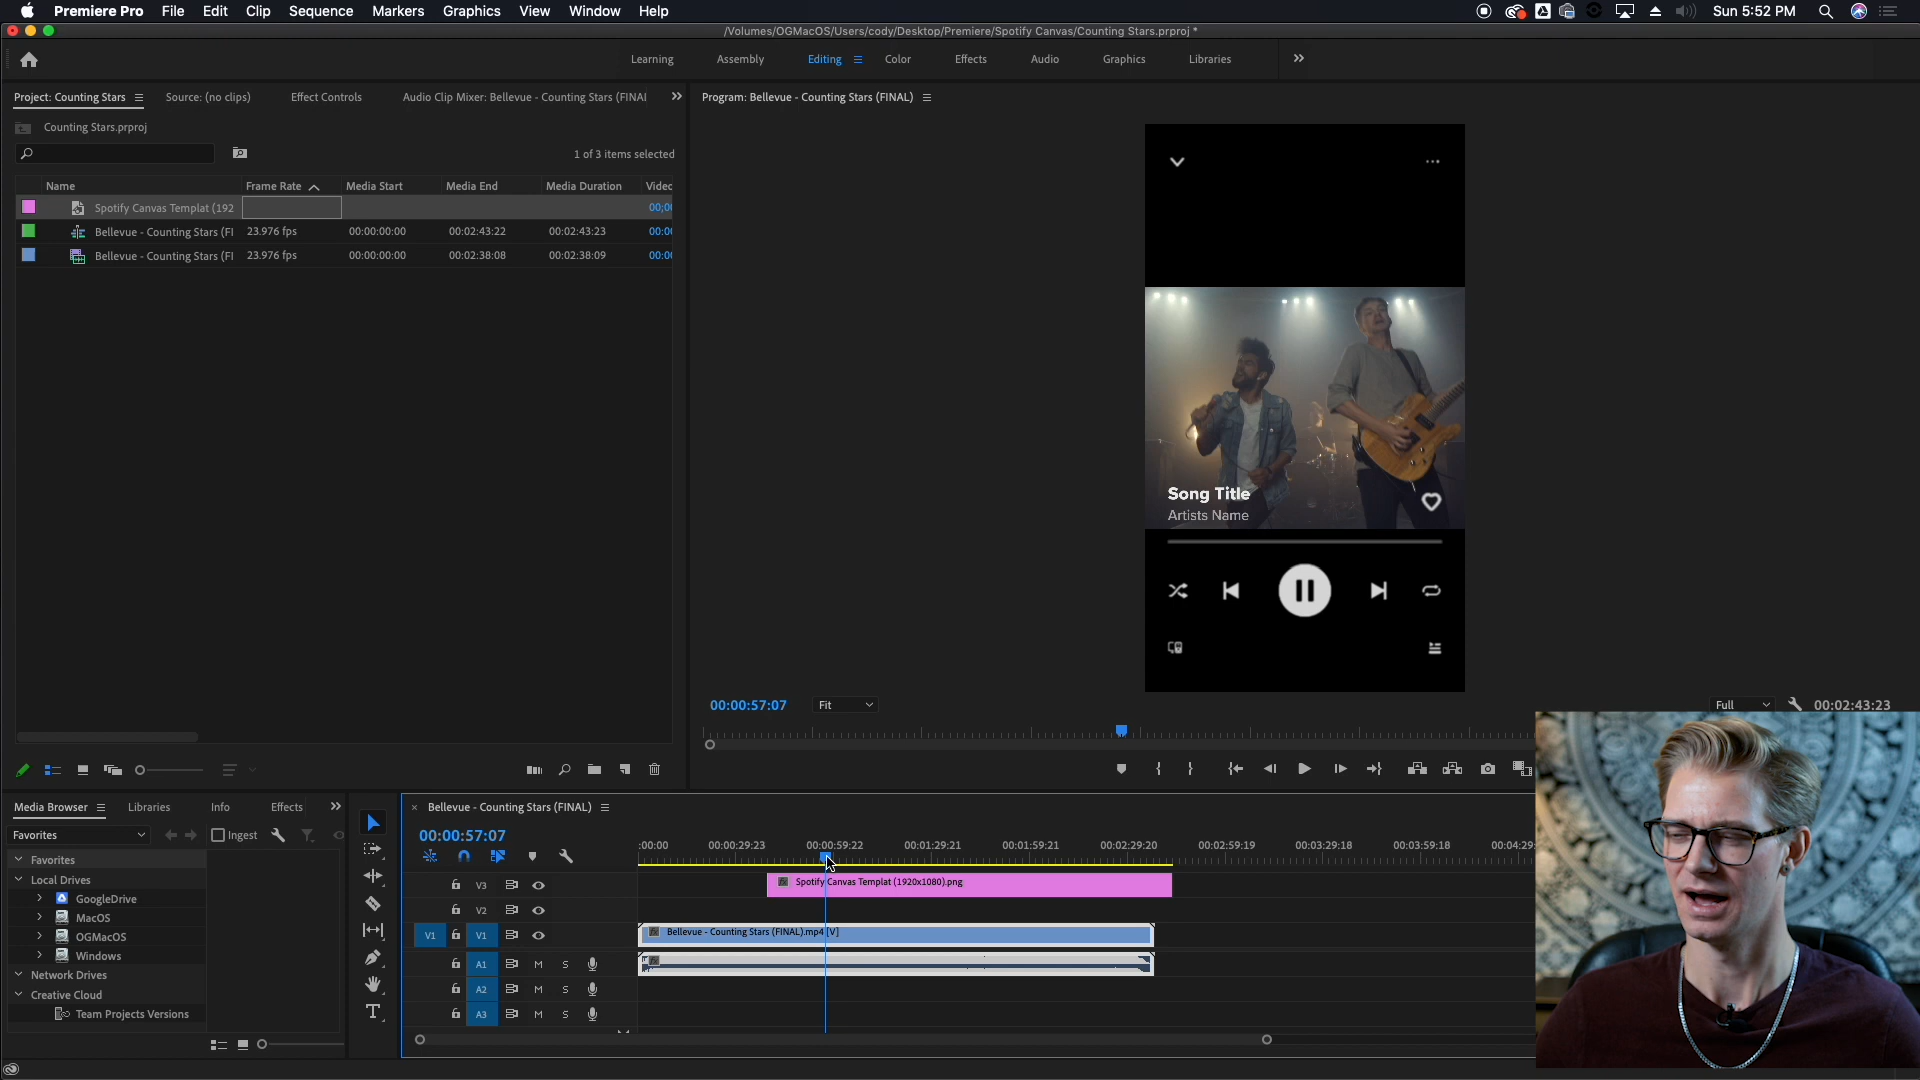 Premiere Pro File Edit Clip Sequence Markers Graphics View Window Help Sun 5:52 PM
/Volumes/OGMacOS/Users/cody/Desktop/Premiere/Spotify Canvas/Counting Stars.prproj *
Learning Assembly Editing Color Effects Audio Graphics Libraries
Project: Counting Stars Source: (no clips) Effect Controls Audio Clip Mixer: Bellevue - Counting Stars (FINAl
Program: Bellevue - Counting Stars (FINAL)
Counting Stars.prproj
1 of 3 items selected
Name Frame Rate Media Start Media End Media Duration Video
Spotify Canvas Templat (192 00;0
Bellevue - Counting Stars (FI 23.976 fps 00:00:00:00 00:02:43:22 00:02:43:23 00:0
Bellevue - Counting Stars (FI 23.976 fps 00:00:00:00 00:02:38:08 00:02:38:09 00:0
Song Title
Artists Name
00:00:57:07 Fit Full 00:02:43:23
Media Browser Libraries Info Effects
Favorites Ingest
Favorites
Local Drives
GoogleDrive
MacOS
OGMacOS
Windows
Network Drives
Creative Cloud
Team Projects Versions
Bellevue - Counting Stars (FINAL)
00:00:57:07
:00:00 00:00:29:23 00:00:59:22 00:01:29:21 00:01:59:21 00:02:29:20 00:02:59:19 00:03:29:18 00:03:59:18 00:04:29:
V3 Spotify Canvas Templat (1920x1080).png
V2
V1 V1 Bellevue - Counting Stars (FINAL).mp4 [V]
A1 M S
A2 M S
A3 M S